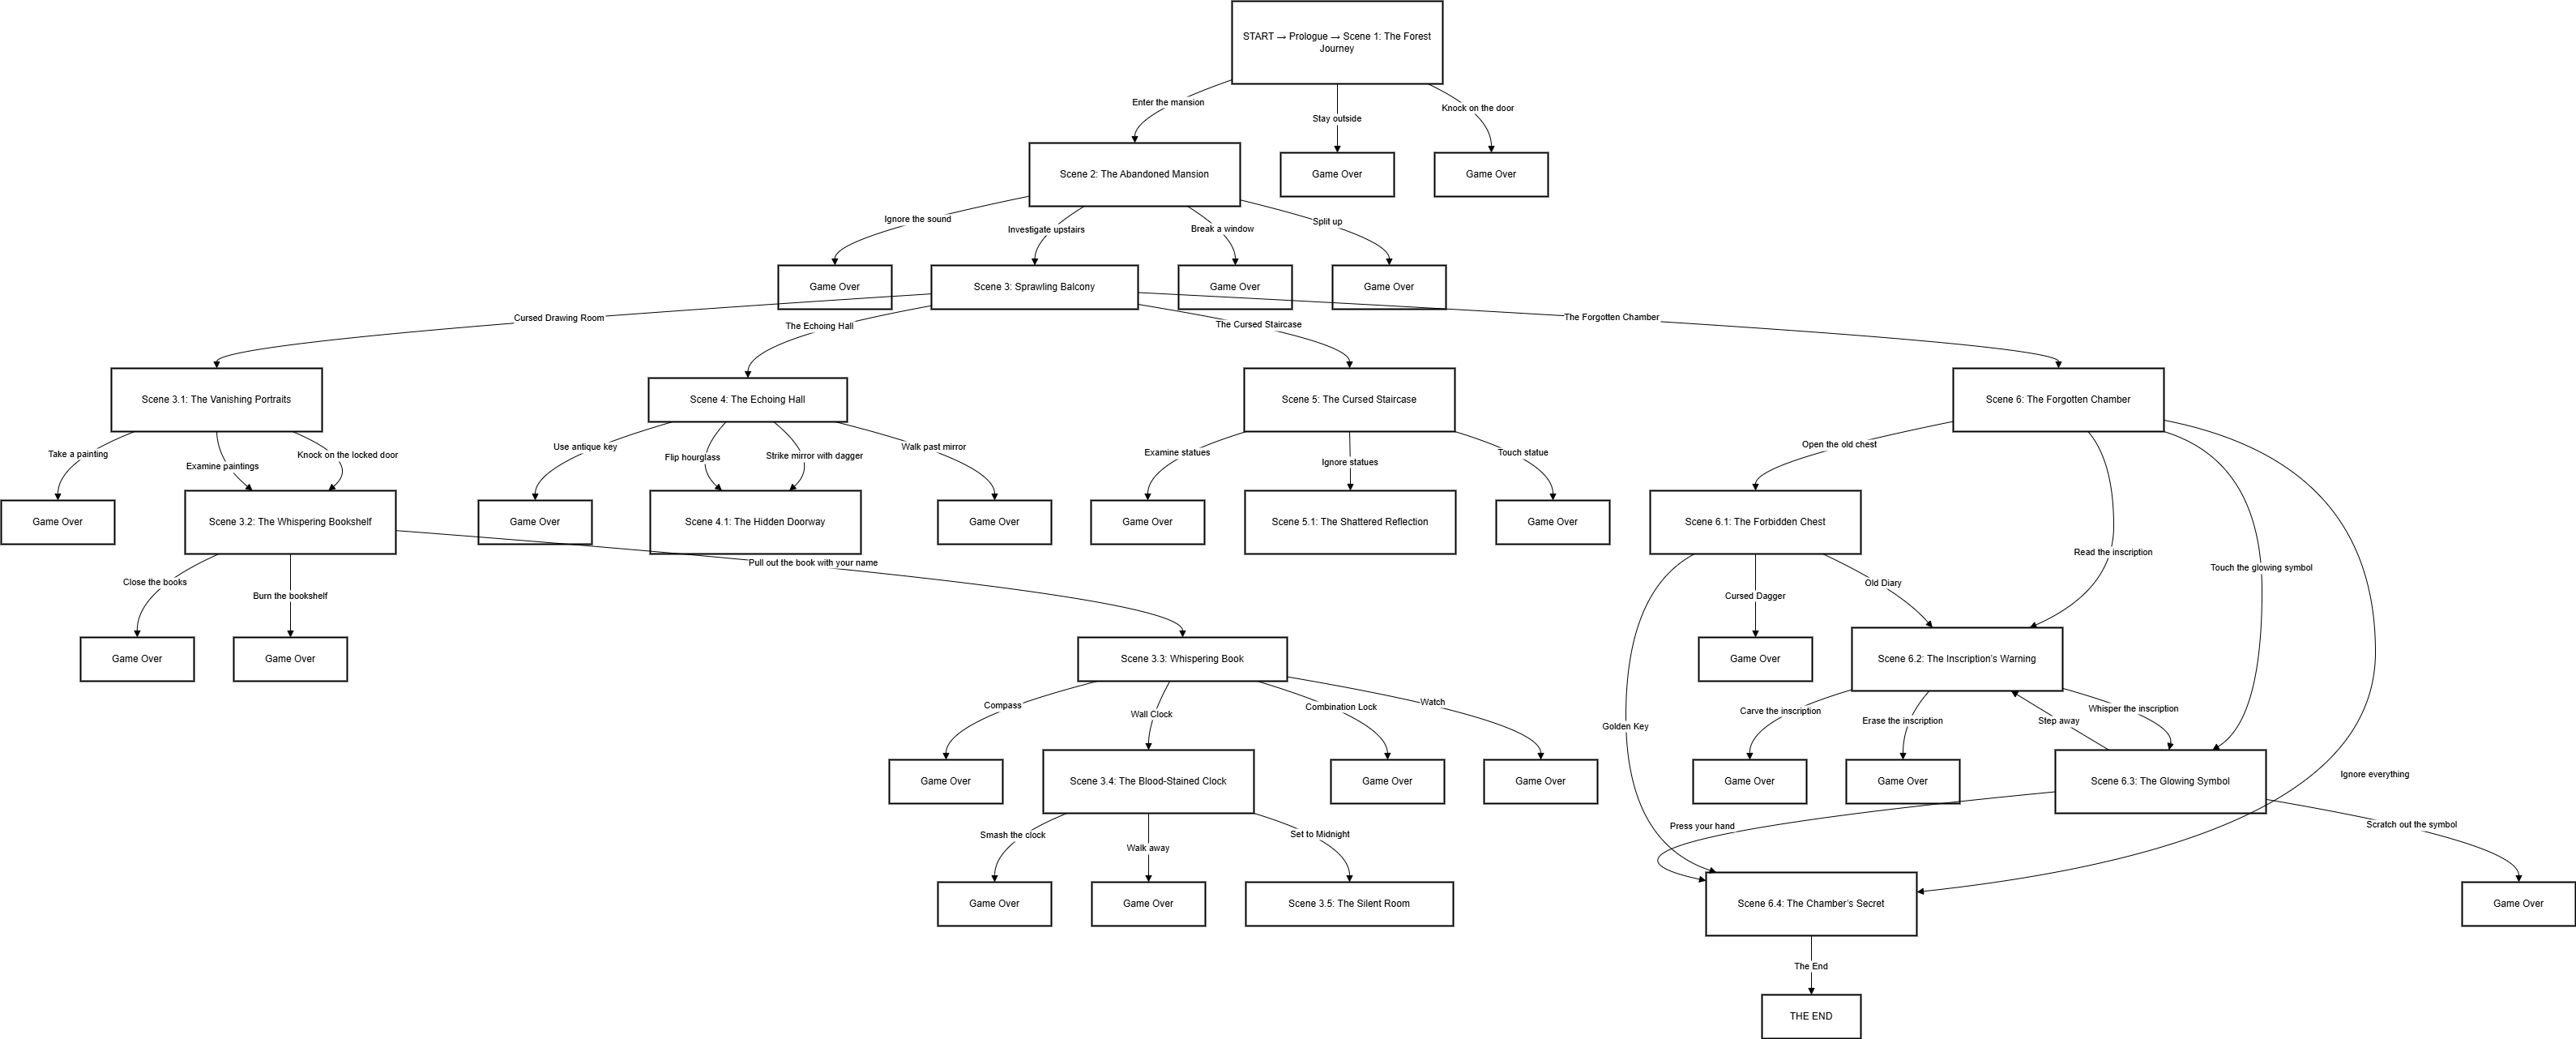 START → Prologue → Scene 1: The Forest
Journey
Enter the mansion
Stay outside
Knock on the door
Scene 2: The Abandoned Mansion
Game Over
Game Over
Ignore the sound
Investigate upstairs
Break a window
Split up
Game Over
Scene 3: Sprawling Balcony
Game Over
Game Over
Cursed Drawing Room
The Echoing Hall
The Cursed Staircase
The Forgotten Chamber
Scene 3.1: The Vanishing Portraits
Scene 4: The Echoing Hall
Scene 5: The Cursed Staircase
Scene 6: The Forgotten Chamber
Take a painting
Examine paintings
Knock on the locked door
Use antique key
Flip hourglass
Strike mirror with dagger
Walk past mirror
Examine statues
Ignore statues
Touch statue
Open the old chest
Read the inscription
Touch the glowing symbol
Ignore everything
Game Over
Scene 3.2: The Whispering Bookshelf
Game Over
Scene 4.1: The Hidden Doorway
Game Over
Game Over
Scene 5.1: The Shattered Reflection
Game Over
Scene 6.1: The Forbidden Chest
Close the books
Burn the bookshelf
Pull out the book with your name
Golden Key
Cursed Dagger
Old Diary
Game Over
Game Over
Scene 3.3: Whispering Book
Game Over
Scene 6.2: The Inscription's Warning
Compass
Wall Clock
Combination Lock
Watch
Carve the inscription
Erase the inscription
Step away
Whisper the inscription
Game Over
Scene 3.4: The Blood-Stained Clock
Game Over
Game Over
Game Over
Game Over
Scene 6.3: The Glowing Symbol
Smash the clock
Walk away
Set to Midnight
Press your hand
Scratch out the symbol
Game Over
Game Over
Scene 3.5: The Silent Room
Scene 6.4: The Chamber's Secret
Game Over
The End
THE END